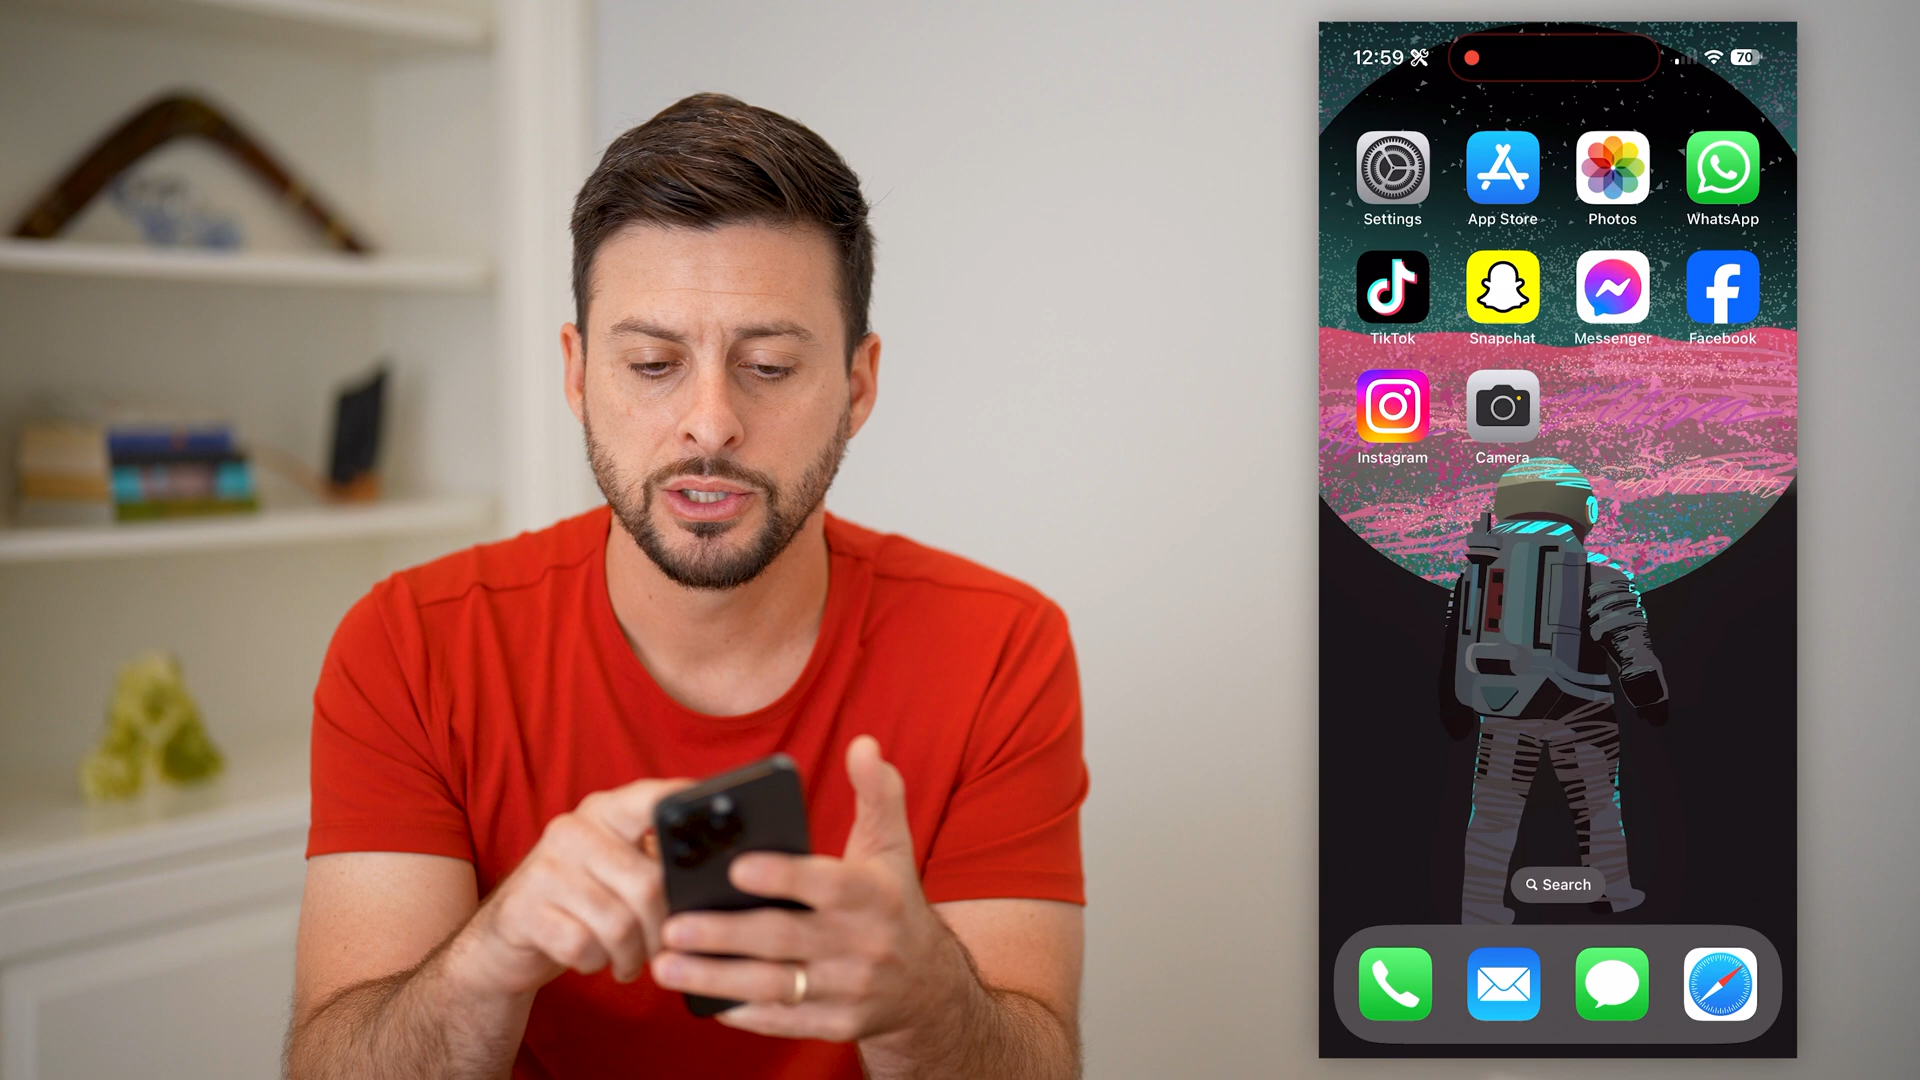 12:59 70
Settings App Store Photos WhatsApp
TikTok Snapchat Messenger Facebook
Instagram Camera
Search